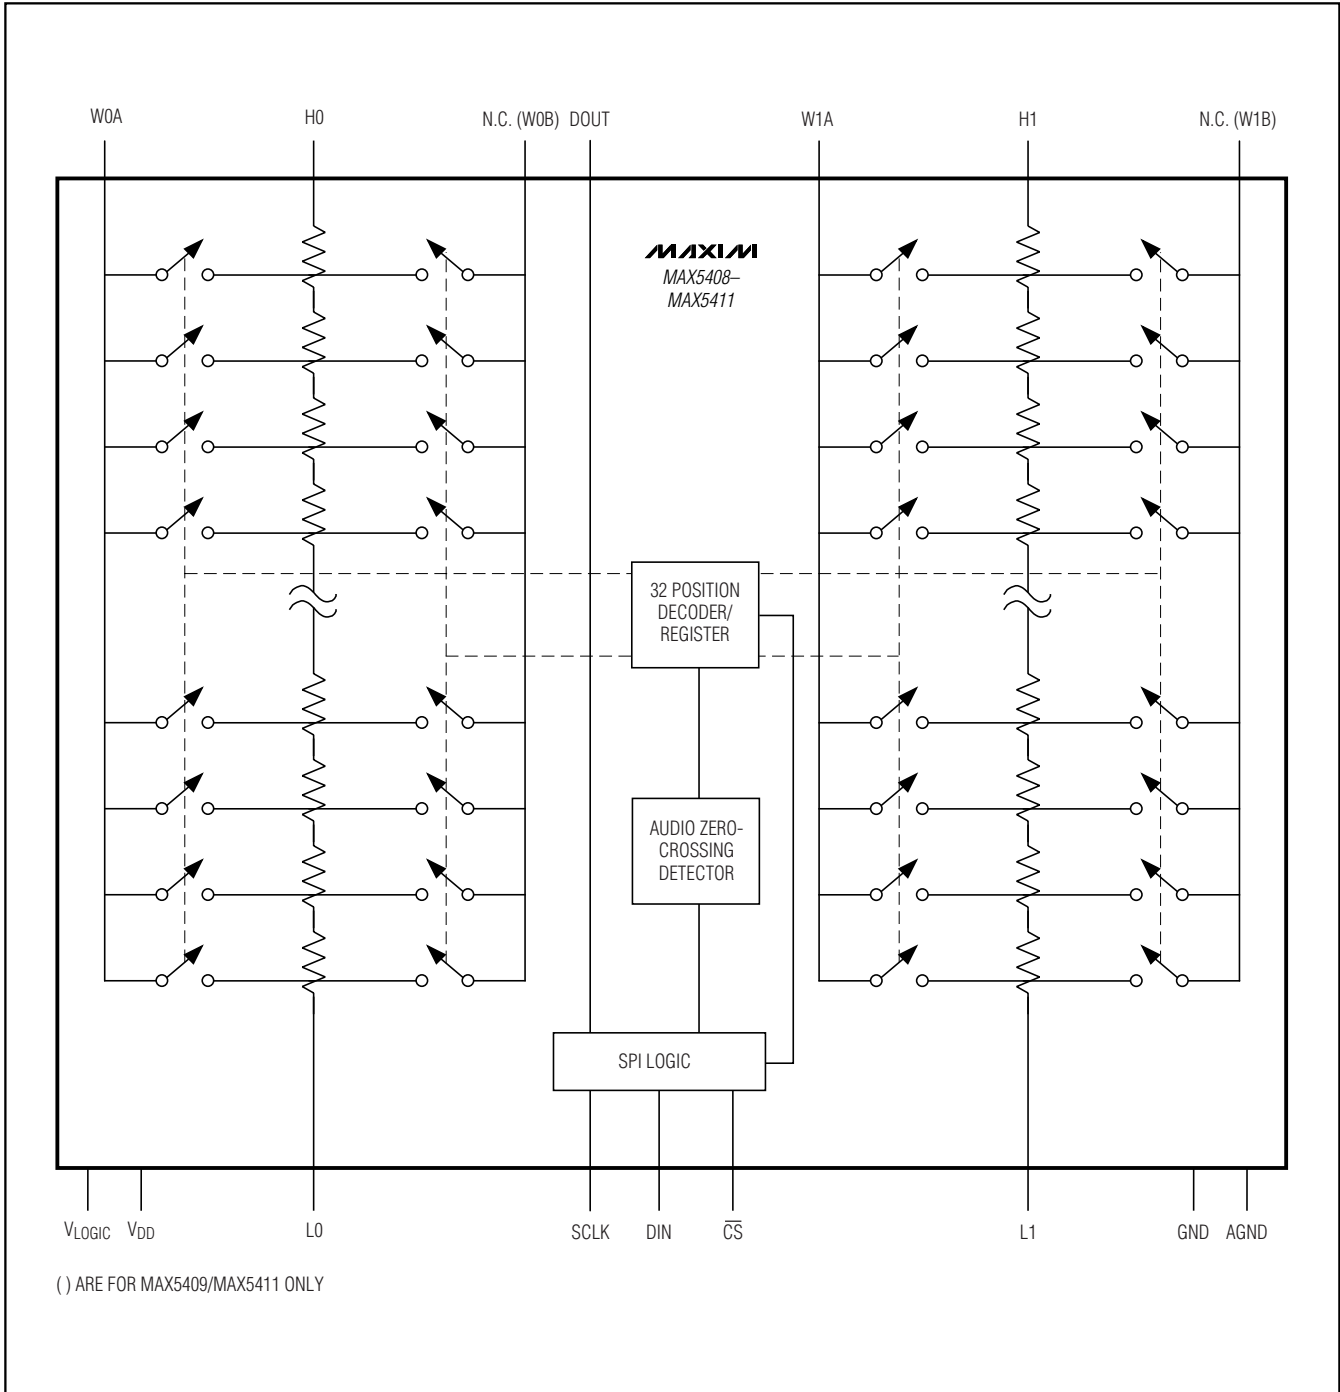 W0A H0 N.C. (W0B) DOUT W1A H1 N.C. (W1B)
MAXIM
MAX5408–
MAX5411
32 POSITION
DECODER/
REGISTER
AUDIO ZERO-
CROSSING
DETECTOR
SPI LOGIC
VLOGIC VDD L0 SCLK DIN C̅S̅ L1 GND AGND
( ) ARE FOR MAX5409/MAX5411 ONLY